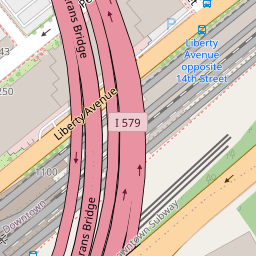 Liberty
Avenue
opposite
14th Street
43
250
Liberty Avenue
I 579
1100
Downtown
Bridge
Bridge
Subway